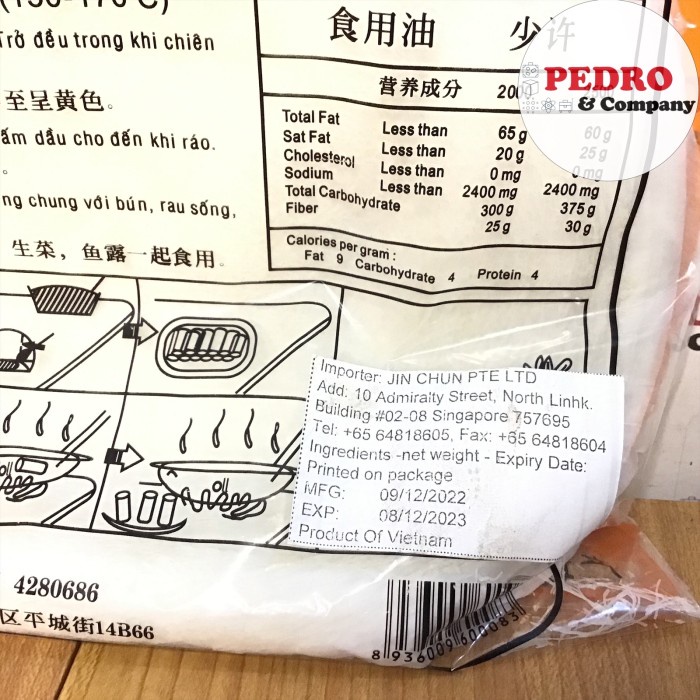 (150-170°C)
Trở đều trong khi chiên
至呈黄色。
ấm dầu cho đến khi ráo.
。
ng chung với bún, rau sống,
生菜，鱼露一起食用。
食用油 少许
营养成分 200
Total Fat Less than 65 g 60 g
Sat Fat Less than 20 g 25 g
Cholesterol Less than 0 mg 0 mg
Sodium Less than 2400 mg 2400 mg
Total Carbohydrate 300 g 375 g
Fiber 25 g 30 g
Calories per gram :
Fat 9 Carbohydrate 4 Protein 4
PEDRO
& Company
Importer: JIN CHUN PTE LTD
Add: 10 Admiralty Street, North Linhk.
Building #02-08 Singapore 757695
Tel: +65 64818605, Fax: +65 64818604
Ingredients -net weight - Expiry Date:
Printed on package
MFG: 09/12/2022
EXP: 08/12/2023
Product Of Vietnam
4280686
区平城街14B66
8 936009 600083